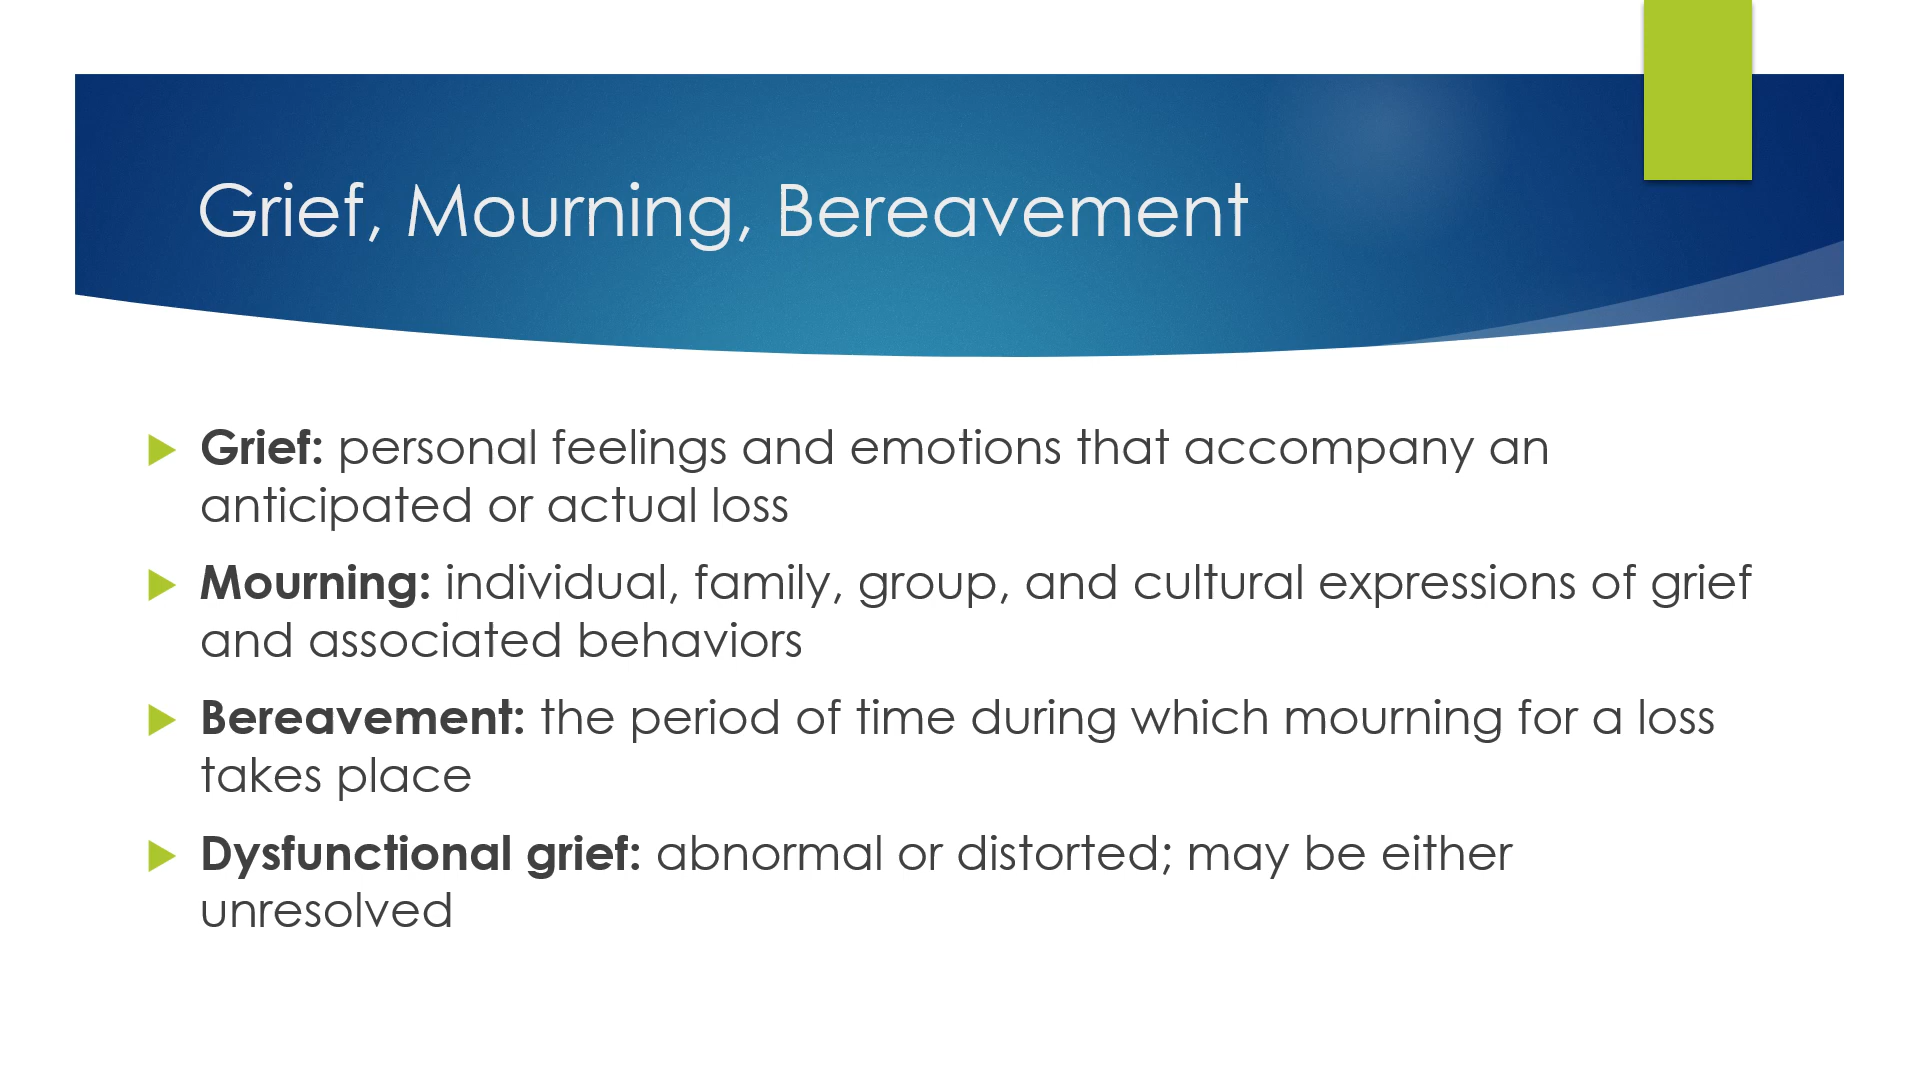 Grief, Mourning, Bereavement
Grief: personal feelings and emotions that accompany an
anticipated or actual loss
Mourning: individual, family, group, and cultural expressions of grief
and associated behaviors
Bereavement: the period of time during which mourning for a loss
takes place
Dysfunctional grief: abnormal or distorted; may be either
unresolved